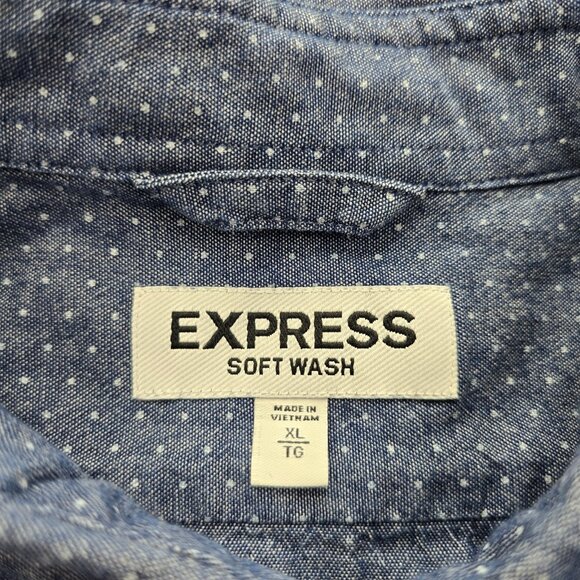 EXPRESS
SOFT WASH
MADE IN
VIETNAM
XL
TG